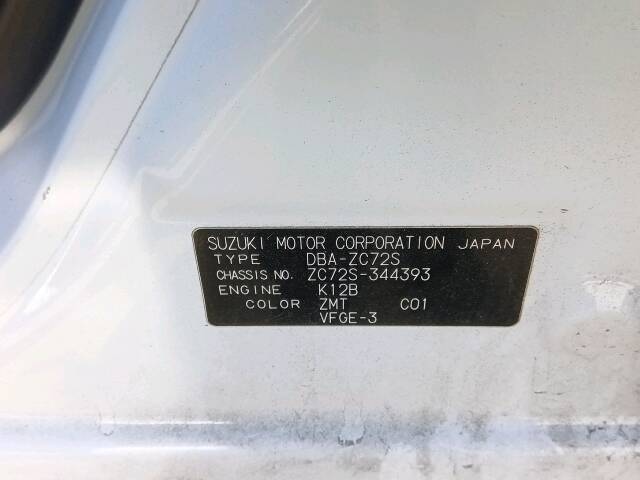 SUZUKI MOTOR CORPORATION JAPAN
TYPE DBA-ZC72S
CHASSIS NO. ZC72S-344393
ENGINE K12B
COLOR ZMT C01
VFGE-3